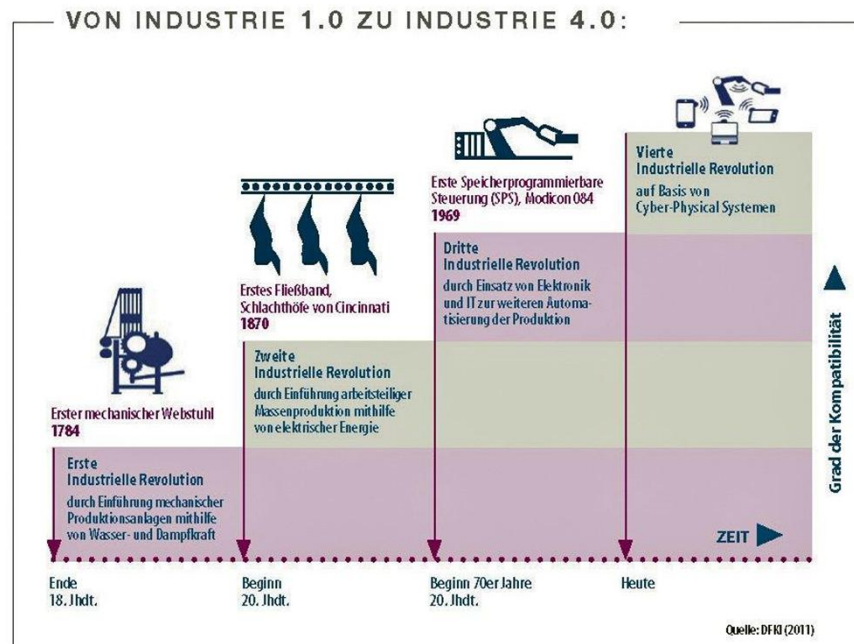 VON INDUSTRIE 1.0 ZU INDUSTRIE 4.0:
Erster mechanischer Webstuhl
1784
Erste
Industrielle Revolution
durch Einführung mechanischer
Produktionsanlagen mithilfe
von Wasser- und Dampfkraft
Erstes Fließband,
Schlachthöfe von Cincinnati
1870
Zweite
Industrielle Revolution
durch Einführung arbeitsteiliger
Massenproduktion mithilfe
von elektrischer Energie
Erste Speicherprogrammierbare
Steuerung (SPS), Modicon 084
1969
Dritte
Industrielle Revolution
durch Einsatz von Elektronik
und IT zur weiteren Automa-
tisierung der Produktion
Vierte
Industrielle Revolution
auf Basis von
Cyber-Physical Systemen
Grad der Kompatibilität
ZEIT
Ende
18. Jhdt.
Beginn
20. Jhdt.
Beginn 70er Jahre
20. Jhdt.
Heute
Quelle: DFKI (2011)